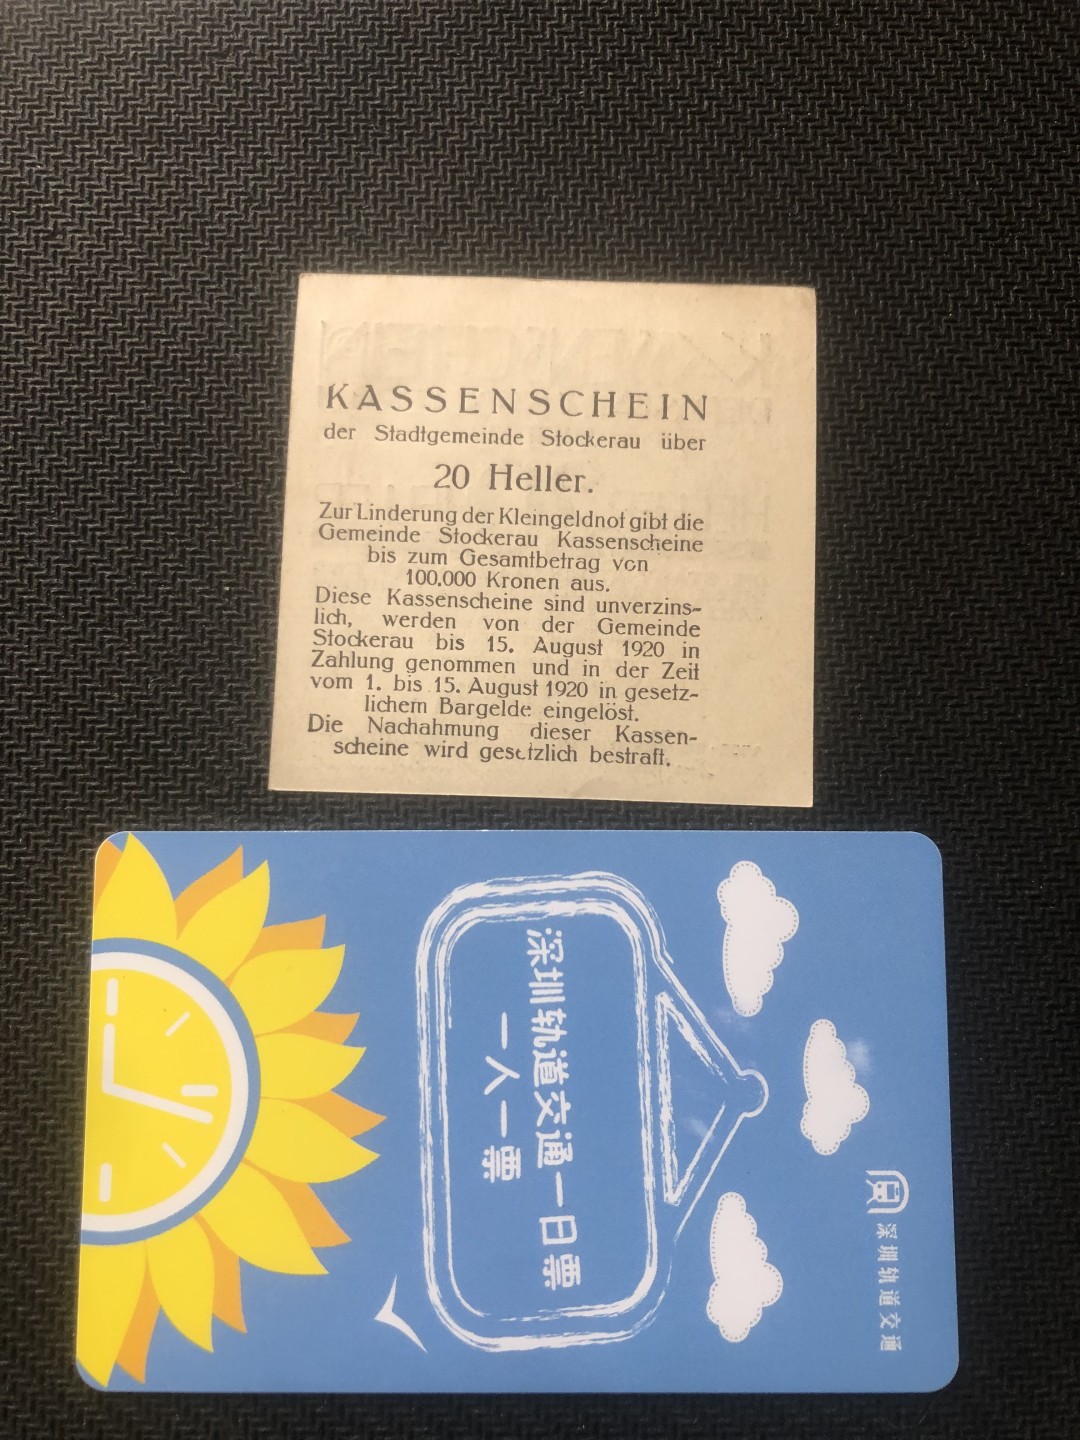 KASSENSCHEIN
der Stadtgemeinde Stockerau über
20 Heller.
Zur Linderung der Kleingeldnot gibt die
Gemeinde Stockerau Kassenscheine
bis zum Gesamtbetrag von
100.000 Kronen aus.
Diese Kassenscheine sind unverzins-
lich, werden von der Gemeinde
Stockerau bis 15. August 1920 in
Zahlung genommen und in der Zeit
vom 1. bis 15. August 1920 in gesetz-
lichem Bargelde eingelöst.
Die Nachahmung dieser Kassen-
scheine wird gesetzlich bestraft.
深圳轨道交通
深圳轨道交通一日票
一人一票